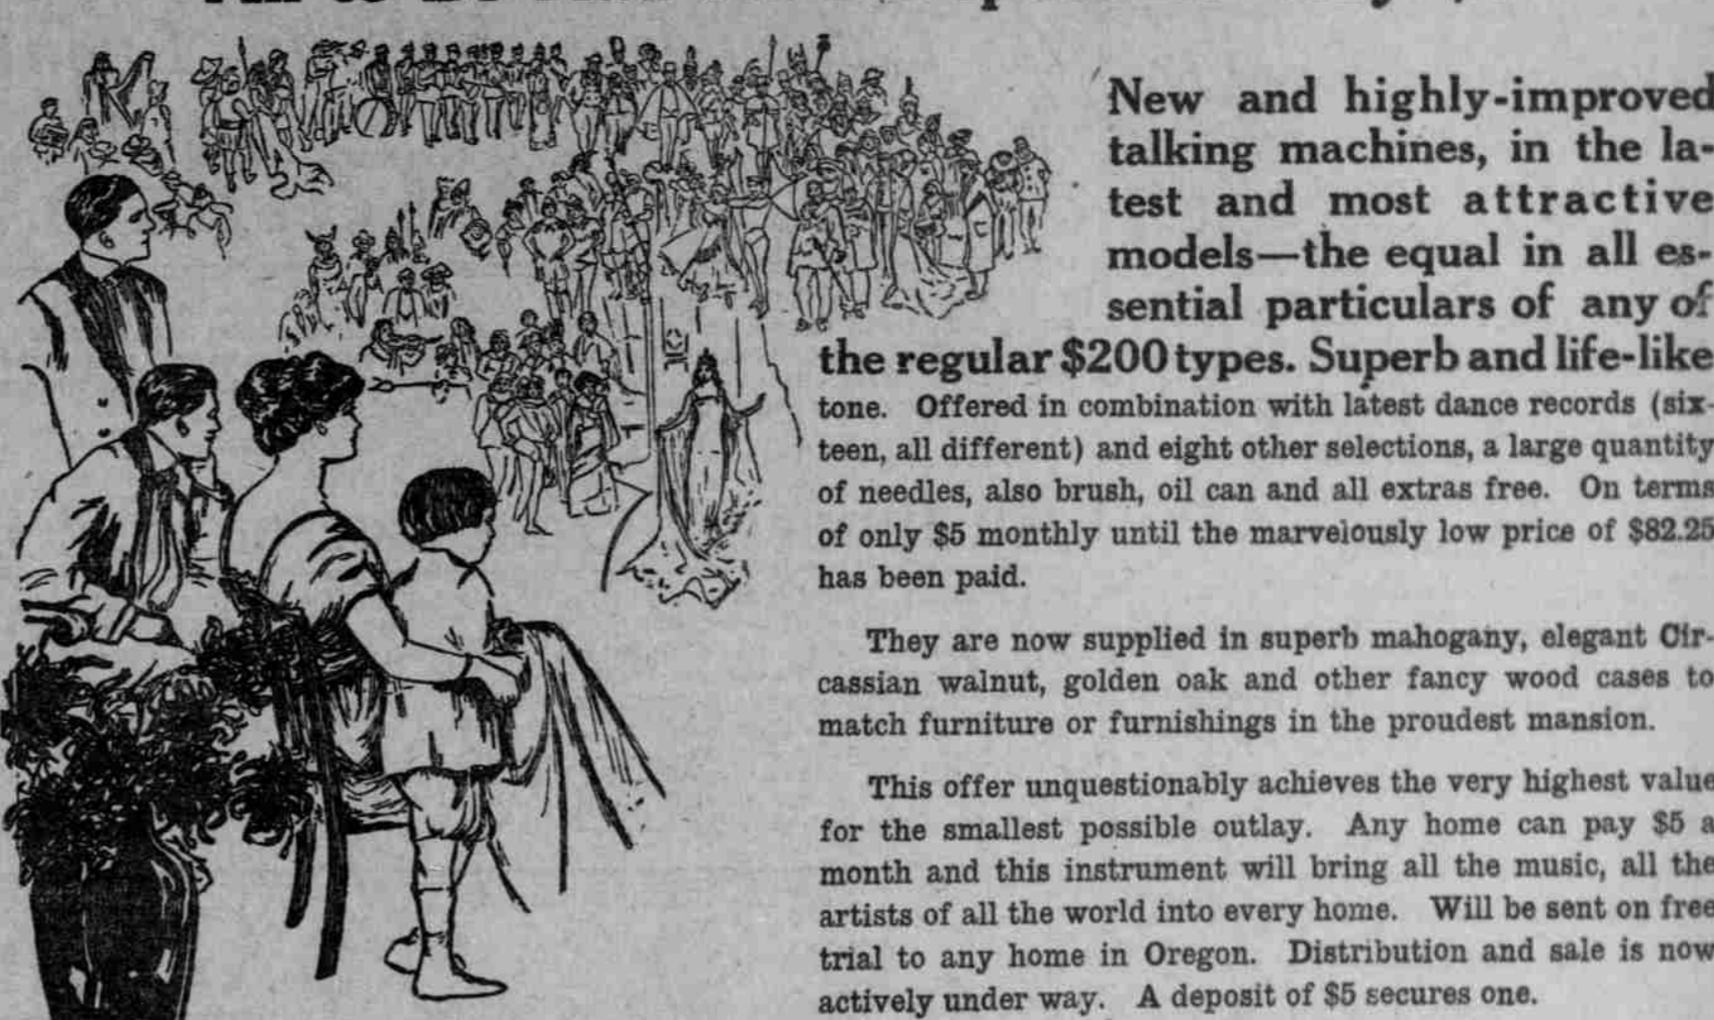 New and highly-improved
talking machines, in the la-
test and most attractive
models—the equal in all es-
sential particulars of any of
the regular $200 types. Superb and life-like
tone. Offered in combination with latest dance records (six-
teen, all different) and eight other selections, a large quantity
of needles, also brush, oil can and all extras free. On terms
of only $5 monthly until the marvelously low price of $82.25
has been paid.
They are now supplied in superb mahogany, elegant Cir-
cassian walnut, golden oak and other fancy wood cases to
match furniture or furnishings in the proudest mansion.
This offer unquestionably achieves the very highest value
for the smallest possible outlay. Any home can pay $5 a
month and this instrument will bring all the music, all the
artists of all the world into every home. Will be sent on free
trial to any home in Oregon. Distribution and sale is now
actively under way. A deposit of $5 secures one.